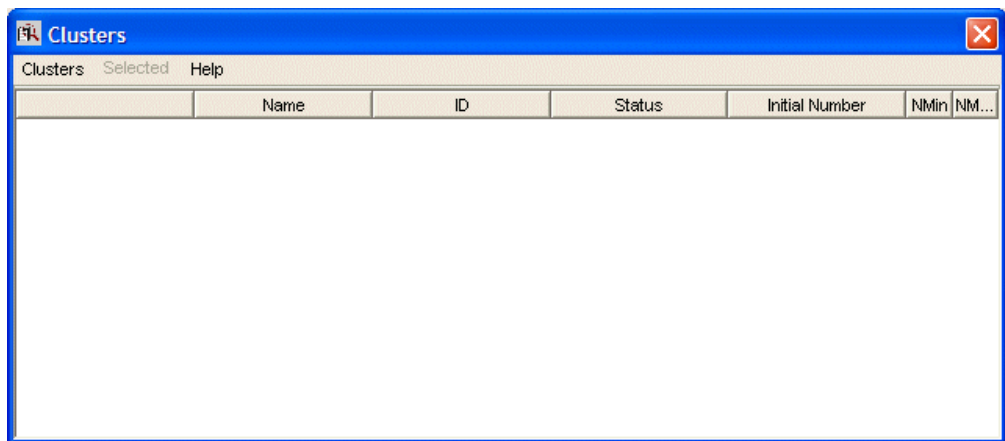 Clusters
Clusters Selected Help
Name ID Status Initial Number NMin NM...